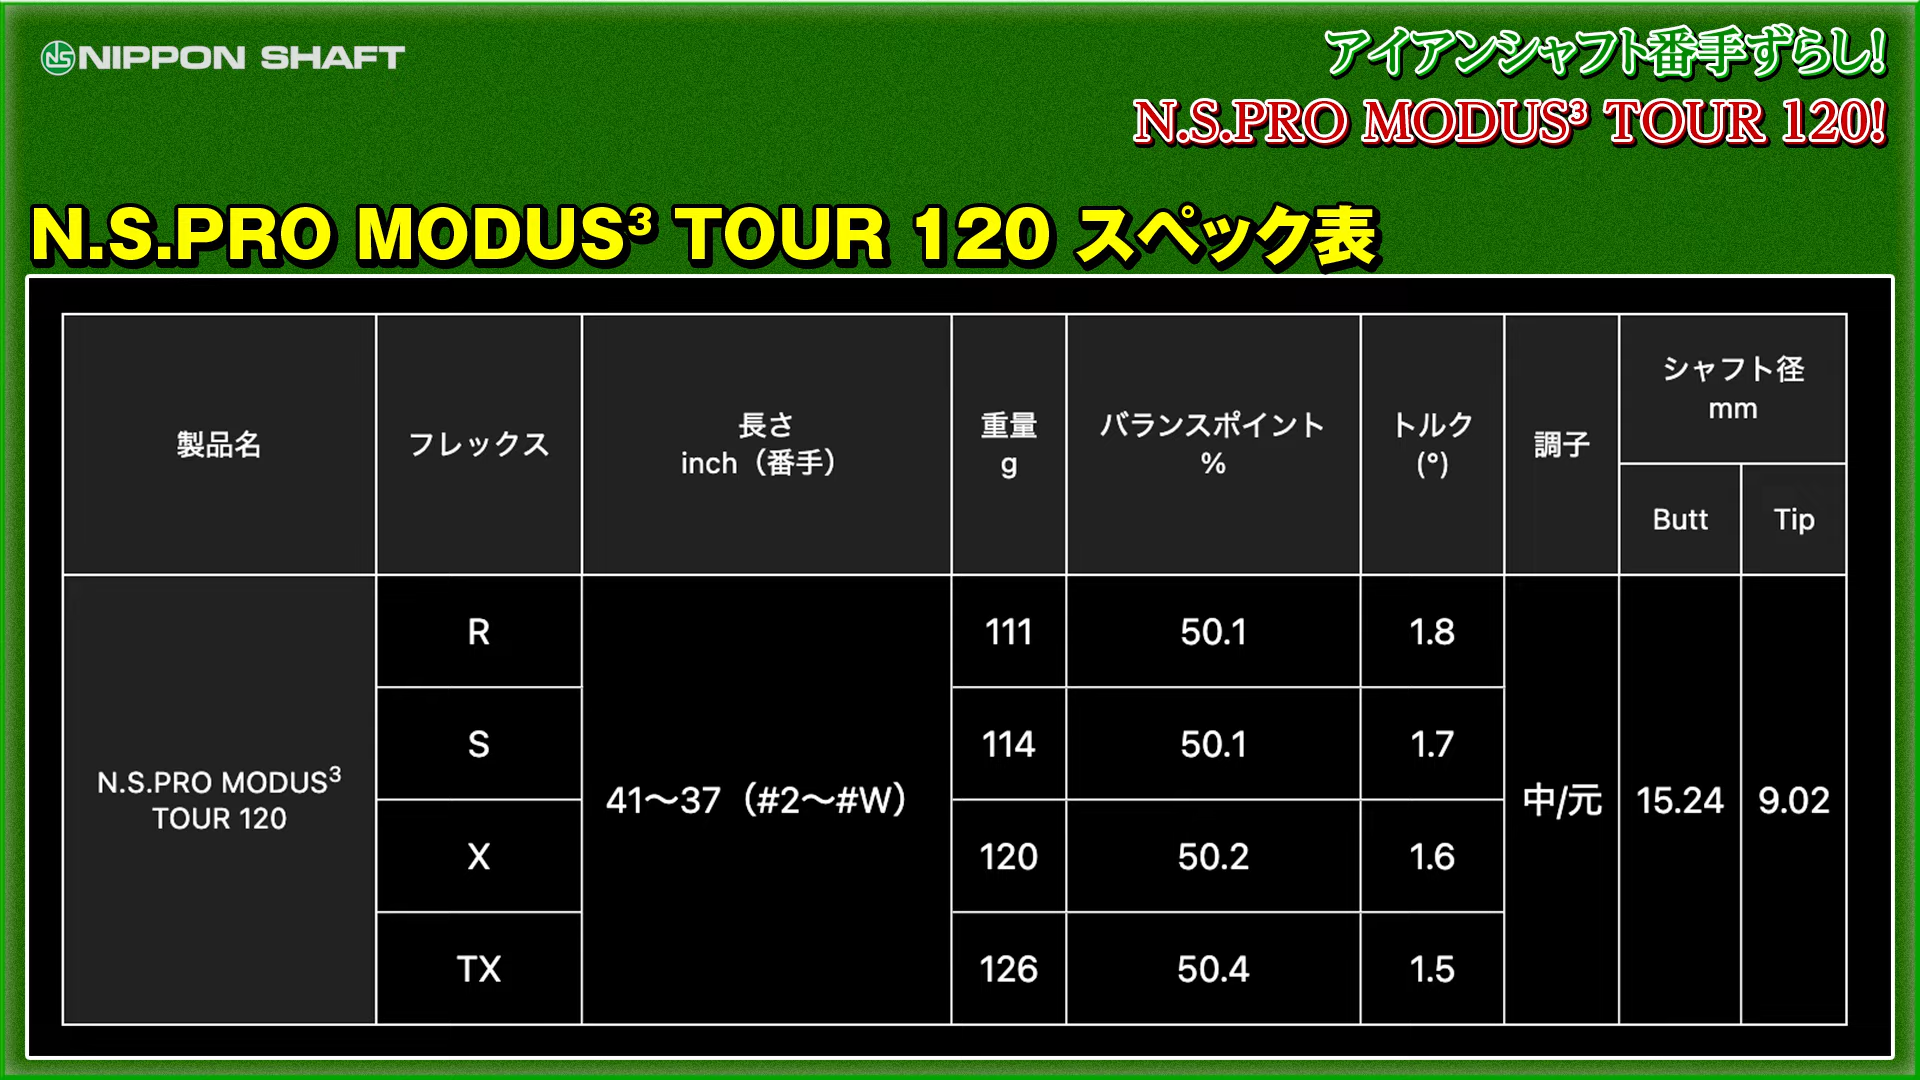 NS NIPPON SHAFT
アイアンシャフト番手ずらし!
N.S.PRO MODUS³ TOUR 120!
N.S.PRO MODUS³ TOUR 120 スペック表
製品名
フレックス
長さ
inch（番手）
重量
g
バランスポイント
%
トルク
(°)
調子
シャフト径
mm
Butt
Tip
N.S.PRO MODUS³
TOUR 120
R
S
X
TX
41〜37（#2〜#W）
111
50.1
1.8
114
50.1
1.7
120
50.2
1.6
126
50.4
1.5
中/元
15.24
9.02